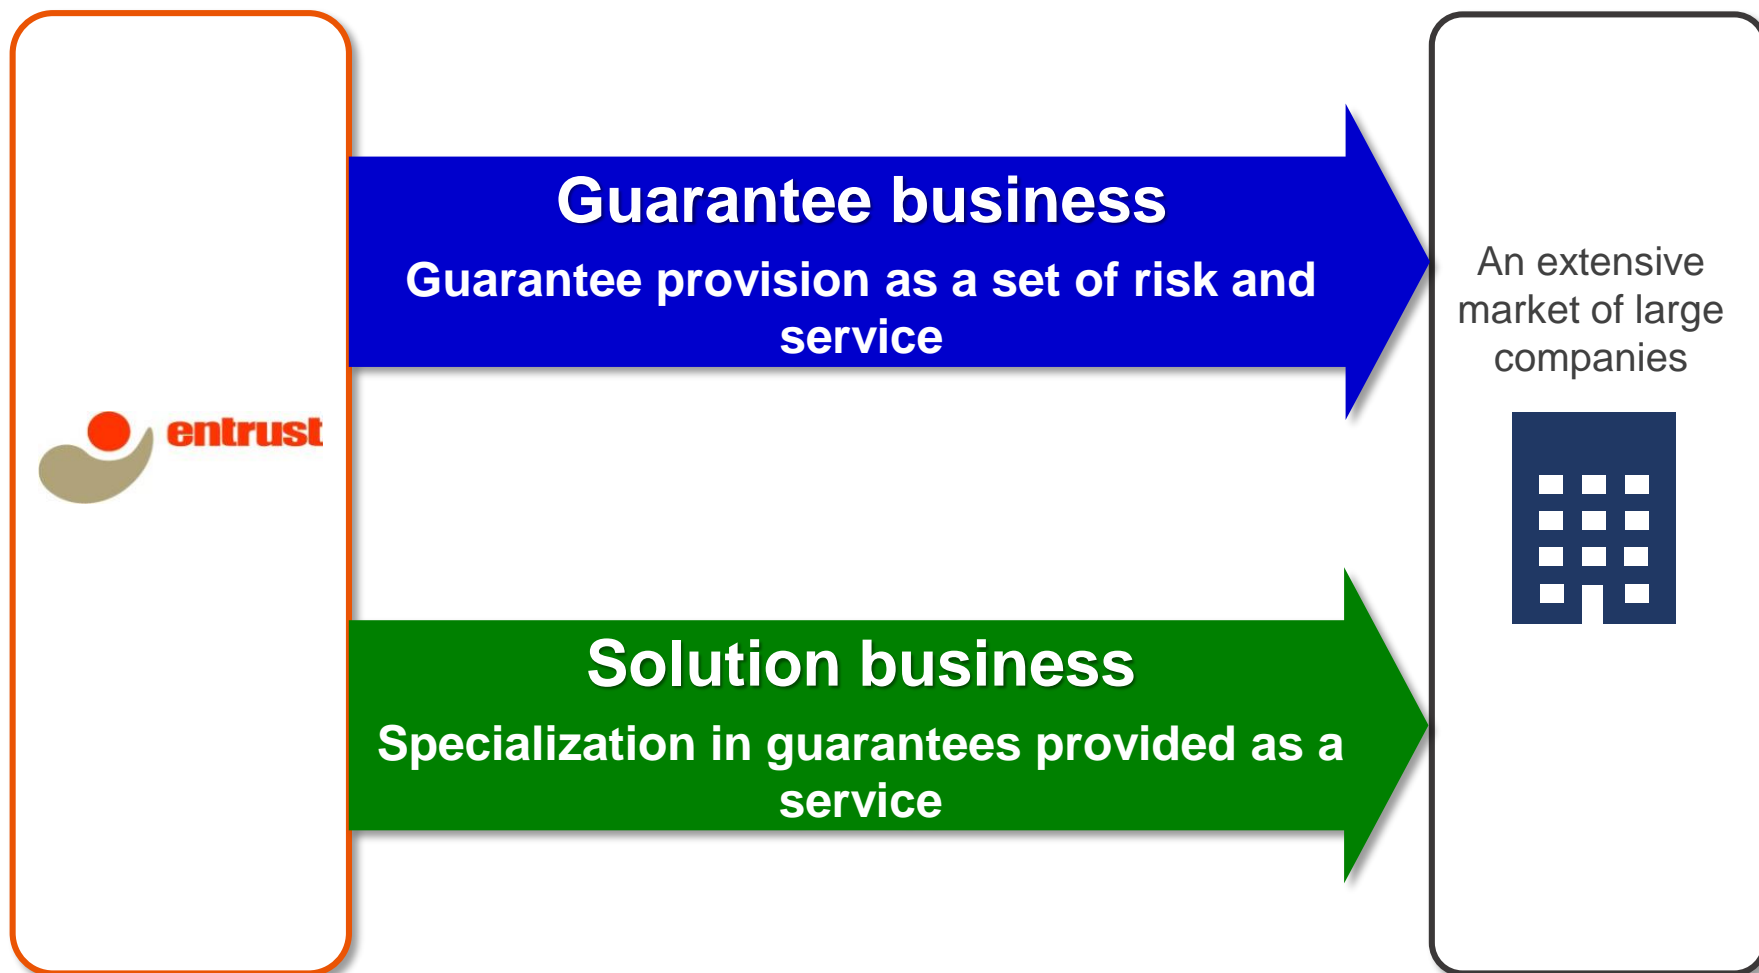 entrust
Guarantee business
Guarantee provision as a set of risk and
service
Solution business
Specialization in guarantees provided as a
service
An extensive
market of large
companies